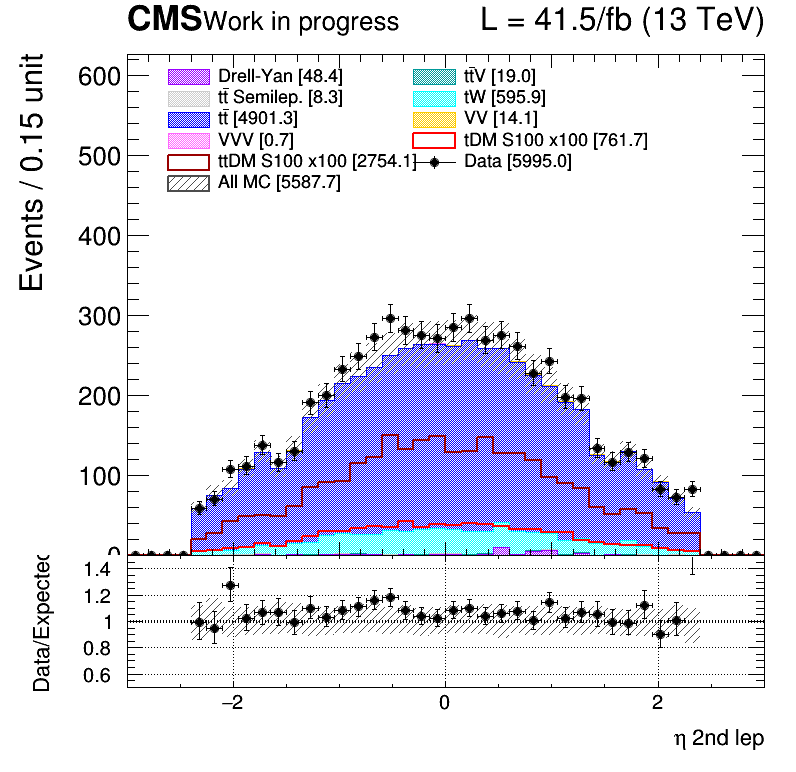 CMS Work in progress L = 41.5/fb (13 TeV)
Events / 0.15 unit
600
500
400
300
200
100
0
Drell-Yan [48.4] tt̄V [19.0]
tt̄ Semilep. [8.3] tW [595.9]
tt̄ [4901.3] VV [14.1]
VVV [0.7] tDM S100 x100 [761.7]
ttDM S100 x100 [2754.1] Data [5995.0]
All MC [5587.7]
Data/Expected
1.4
1.2
1
0.8
0.6
−2 0 2
η 2nd lep